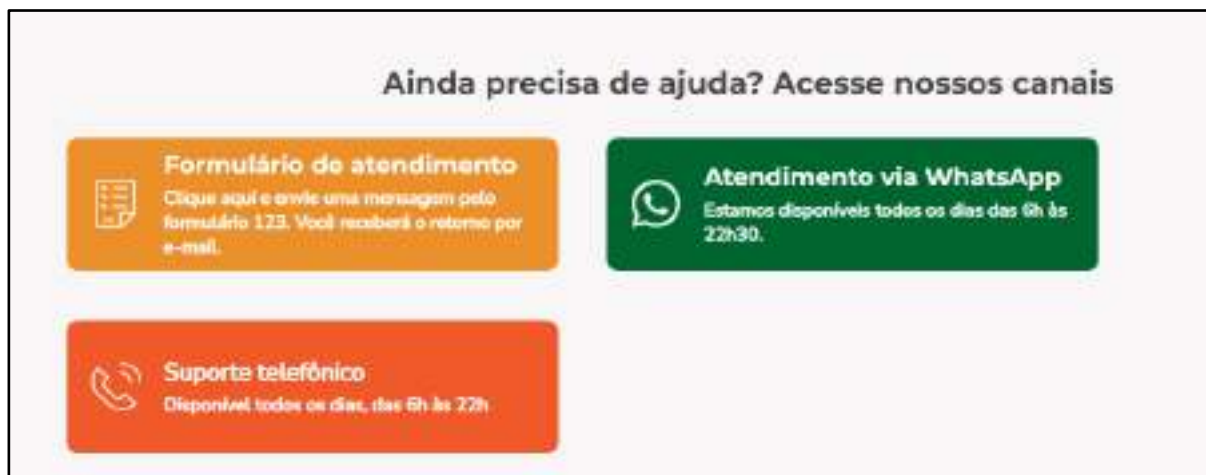 Ainda precisa de ajuda? Acesse nossos canais
Formulário de atendimento
Clique aqui e envie uma mensagem pelo
formulário 123. Você receberá o retorno por
e-mail.
Atendimento via WhatsApp
Estamos disponíveis todos os dias das 6h às
22h30.
Suporte telefônico
Disponível todos os dias, das 6h às 22h